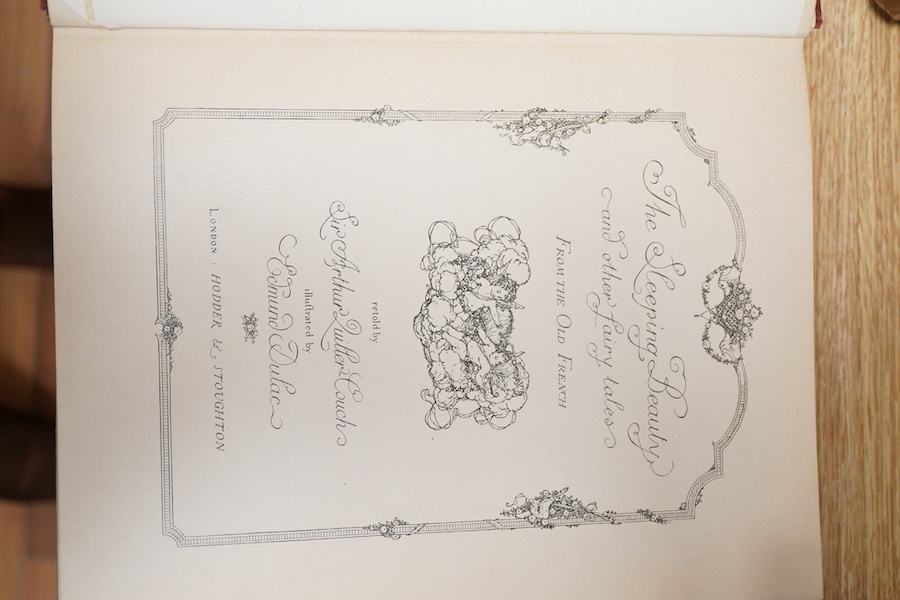 The Sleeping Beauty
and other fairy tales
FROM THE OLD FRENCH
retold by
Sir Arthur Quiller-Couch
illustrated by
Edmund Dulac
LONDON : HODDER & STOUGHTON